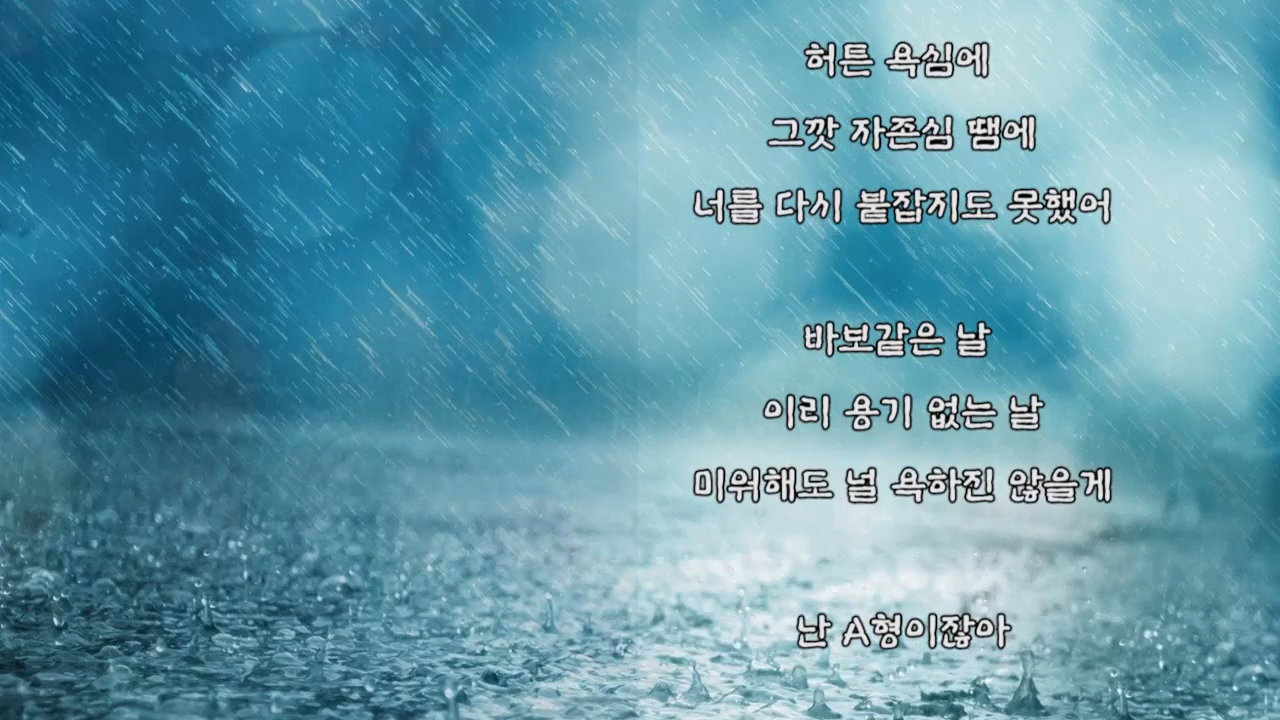 허튼 욕심에
그깟 자존심 땜에
너를 다시 붙잡지도 못했어
바보같은 날
이리 용기 없는 날
미워해도 널 욕하진 않을게
난 A형이잖아